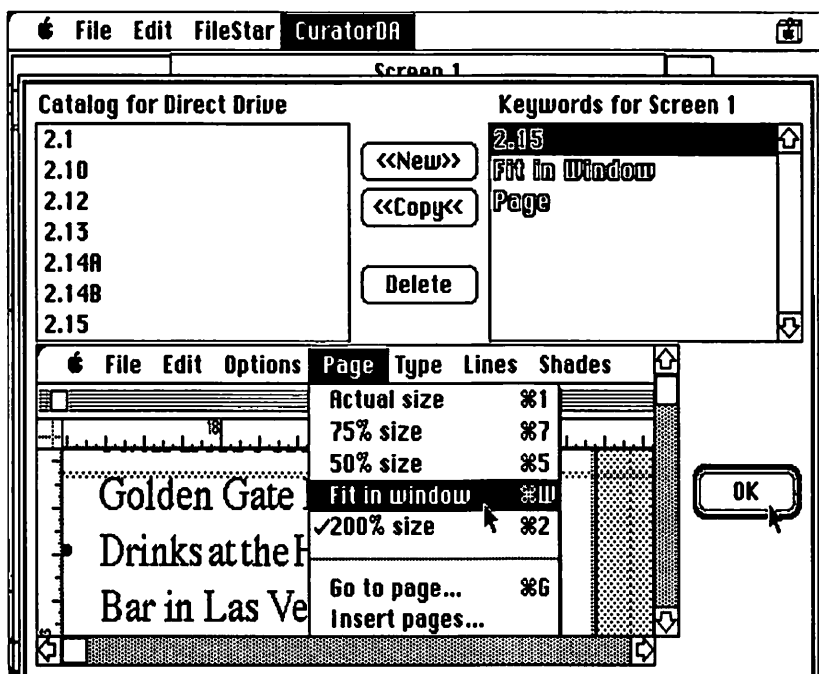 File Edit FileStar CuratorDA
Screen 1
Catalog for Direct Drive
Keywords for Screen 1
2.1
2.10
2.12
2.13
2.14A
2.14B
2.15
<<New>>
<<Copy<<
Delete
2.15
Fit in Window
Page
File Edit Options Page Type Lines Shades
Actual size ⌘1
75% size ⌘7
50% size ⌘5
Fit in window ⌘W
✓200% size ⌘2
Go to page... ⌘G
Insert pages...
18
Golden Gate
Drinks at the H
Bar in Las Ve
OK